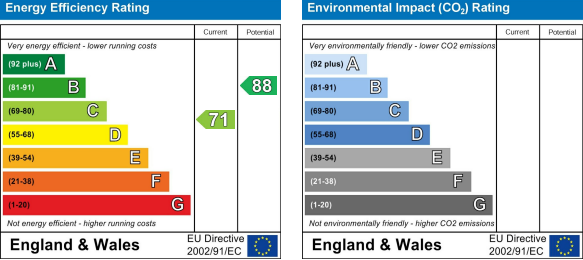 Energy Efficiency Rating
Current Potential
Very energy efficient - lower running costs
(92 plus) A
(81-91) B
(69-80) C
(55-68) D
(39-54) E
(21-38) F
(1-20) G
71
88
Not energy efficient - higher running costs
England & Wales
EU Directive
2002/91/EC
Environmental Impact (CO₂) Rating
Current Potential
Very environmentally friendly - lower CO2 emissions
(92 plus) A
(81-91) B
(69-80) C
(55-68) D
(39-54) E
(21-38) F
(1-20) G
Not environmentally friendly - higher CO2 emissions
England & Wales
EU Directive
2002/91/EC